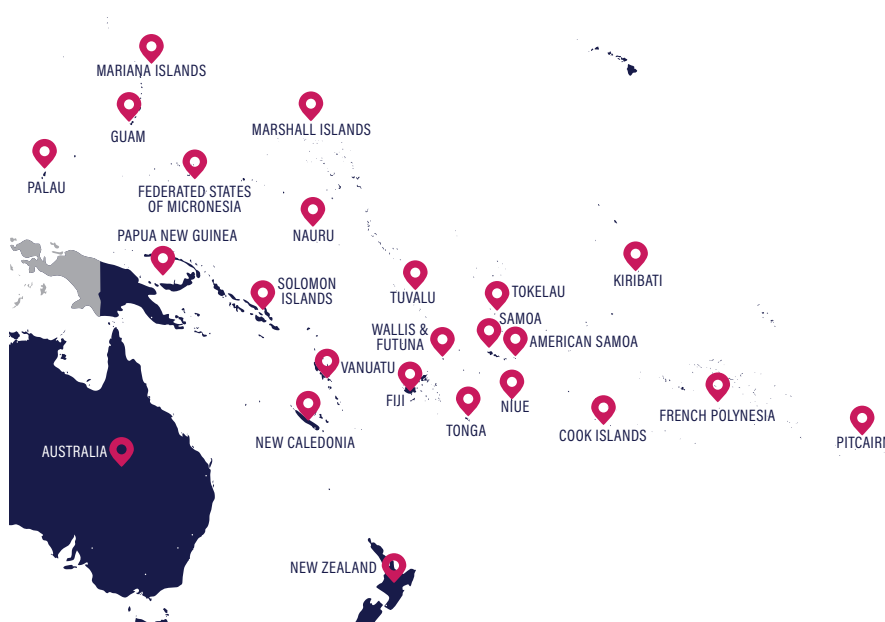 MARIANA ISLANDS
GUAM
MARSHALL ISLANDS
PALAU
FEDERATED STATES
OF MICRONESIA
PAPUA NEW GUINEA
NAURU
SOLOMON
ISLANDS
TUVALU
TOKELAU
KIRIBATI
SAMOA
WALLIS &
FUTUNA
AMERICAN SAMOA
VANUATU
FIJI
NIUE
TONGA
NEW CALEDONIA
COOK ISLANDS
FRENCH POLYNESIA
PITCAIRN
AUSTRALIA
NEW ZEALAND